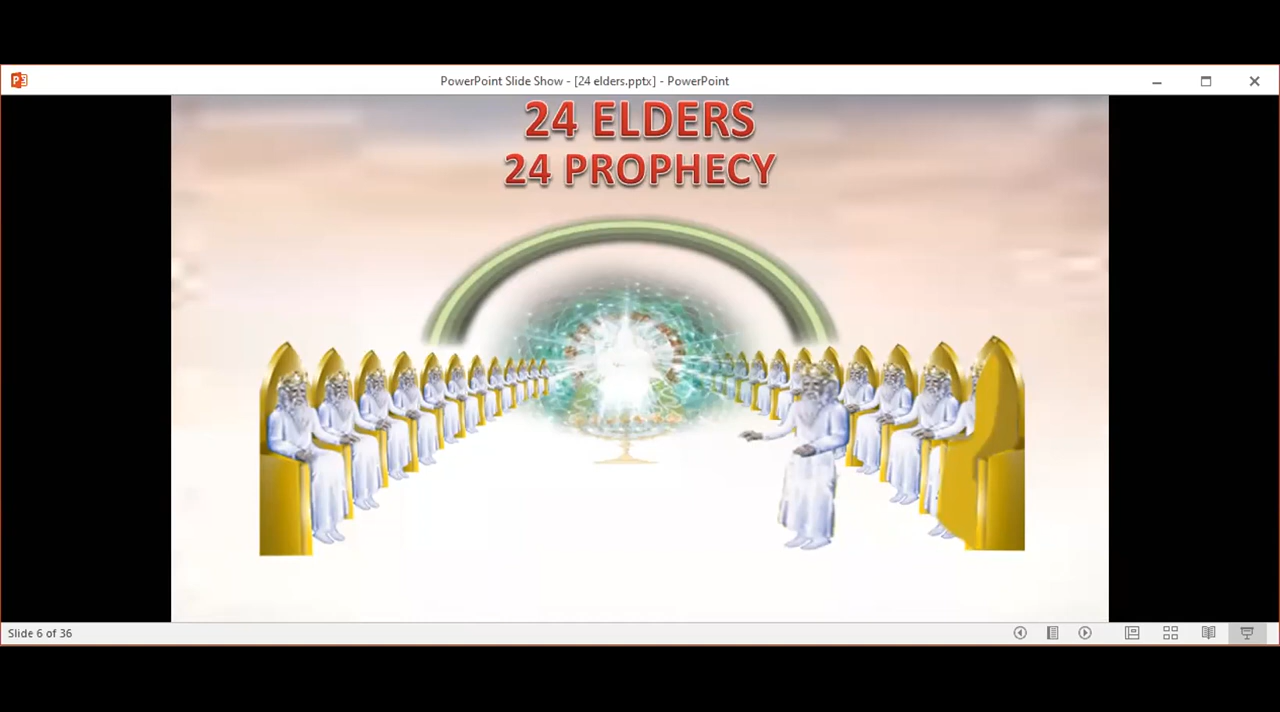 PowerPoint Slide Show - [24 elders.pptx] - PowerPoint
24 ELDERS
24 PROPHECY
Slide 6 of 36